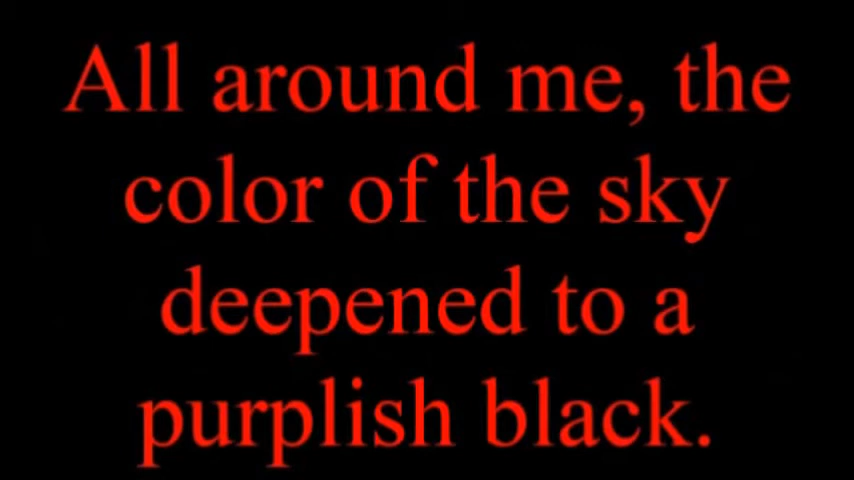 All around me, the
color of the sky
deepened to a
purplish black.